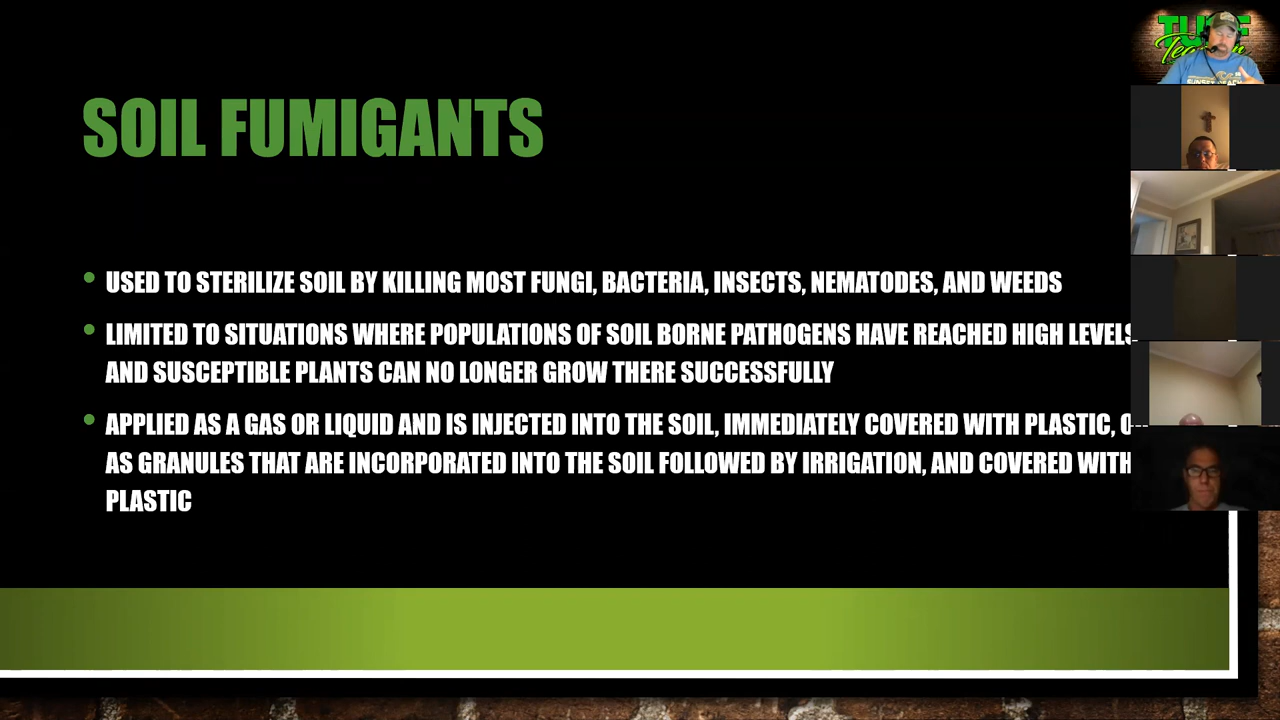 SOIL FUMIGANTS
USED TO STERILIZE SOIL BY KILLING MOST FUNGI, BACTERIA, INSECTS, NEMATODES, AND WEEDS
LIMITED TO SITUATIONS WHERE POPULATIONS OF SOIL BORNE PATHOGENS HAVE REACHED HIGH LEVELS
AND SUSCEPTIBLE PLANTS CAN NO LONGER GROW THERE SUCCESSFULLY
APPLIED AS A GAS OR LIQUID AND IS INJECTED INTO THE SOIL, IMMEDIATELY COVERED WITH PLASTIC,
AS GRANULES THAT ARE INCORPORATED INTO THE SOIL FOLLOWED BY IRRIGATION, AND COVERED WITH
PLASTIC